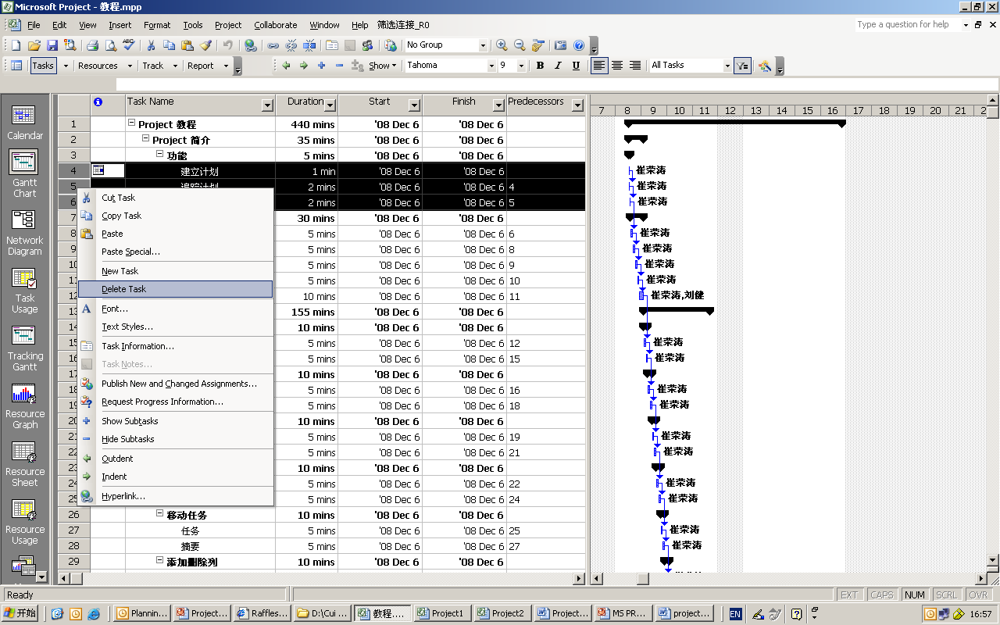 Microsoft Project - 教程.mpp
File Edit View Insert Format Tools Project Collaborate Window Help 筛选连接_R0 Type a question for help
No Group
Tasks Resources Track Report Show Tahoma 9 B I U All Tasks
Task Name Duration Start Finish Predecessors 7 8 9 10 11 12 13 14 15 16 17 18 19 20 21
1 Project 教程 440 mins '08 Dec 6 '08 Dec 6
2 Project 简介 35 mins '08 Dec 6 '08 Dec 6
3 功能 5 mins '08 Dec 6 '08 Dec 6
4 建立计划 1 min '08 Dec 6 '08 Dec 6 崔荣涛
5 追踪计划 2 mins '08 Dec 6 '08 Dec 6 4 崔荣涛
6 2 mins '08 Dec 6 '08 Dec 6 5 崔荣涛
7 30 mins '08 Dec 6 '08 Dec 6
8 5 mins '08 Dec 6 '08 Dec 6 6 崔荣涛
9 5 mins '08 Dec 6 '08 Dec 6 8 崔荣涛
10 5 mins '08 Dec 6 '08 Dec 6 9 崔荣涛
11 5 mins '08 Dec 6 '08 Dec 6 10 崔荣涛
12 10 mins '08 Dec 6 '08 Dec 6 11 崔荣涛,刘健
13 155 mins '08 Dec 6 '08 Dec 6
14 10 mins '08 Dec 6 '08 Dec 6
15 5 mins '08 Dec 6 '08 Dec 6 12 崔荣涛
16 5 mins '08 Dec 6 '08 Dec 6 15 崔荣涛
17 10 mins '08 Dec 6 '08 Dec 6
18 5 mins '08 Dec 6 '08 Dec 6 16 崔荣涛
19 5 mins '08 Dec 6 '08 Dec 6 18 崔荣涛
20 10 mins '08 Dec 6 '08 Dec 6
21 5 mins '08 Dec 6 '08 Dec 6 19 崔荣涛
22 5 mins '08 Dec 6 '08 Dec 6 21 崔荣涛
23 10 mins '08 Dec 6 '08 Dec 6
24 5 mins '08 Dec 6 '08 Dec 6 22 崔荣涛
25 5 mins '08 Dec 6 '08 Dec 6 24 崔荣涛
26 移动任务 10 mins '08 Dec 6 '08 Dec 6
27 任务 5 mins '08 Dec 6 '08 Dec 6 25 崔荣涛
28 摘要 5 mins '08 Dec 6 '08 Dec 6 27 崔荣涛
29 添加删除列 10 mins '08 Dec 6 '08 Dec 6
Calendar
Gantt
Chart
Network
Diagram
Task
Usage
Tracking
Gantt
Resource
Graph
Resource
Sheet
Resource
Usage
Cut Task
Copy Task
Paste
Paste Special...
New Task
Delete Task
Font...
Text Styles...
Task Information...
Task Notes...
Publish New and Changed Assignments...
Request Progress Information...
Show Subtasks
Hide Subtasks
Outdent
Indent
Hyperlink...
Ready EXT CAPS NUM SCRL OVR
开始 Plannin... Project... Raffles... D:\Cui ... 教程.... Project1 Project2 Project... MS PR... project... EN 16:57